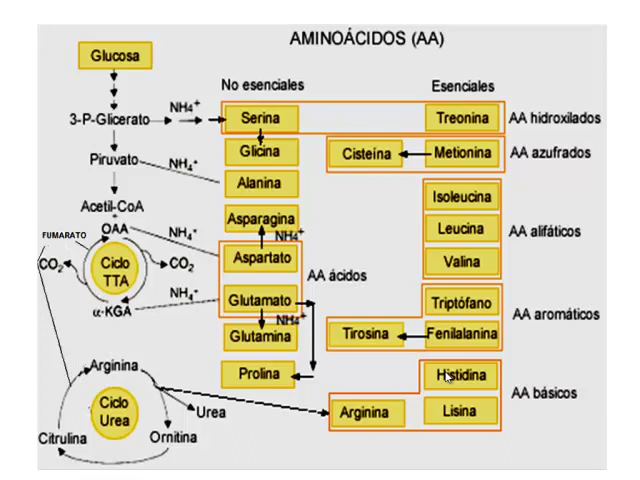 AMINOÁCIDOS (AA)
Glucosa
No esenciales
Esenciales
3-P-Glicerato
NH₄⁺
Serina
Treonina
AA hidroxilados
Glicina
Cisteína
Metionina
AA azufrados
Piruvato
NH₄⁺
Alanina
Isoleucina
Acetil-CoA
Asparagina
Leucina
AA alifáticos
+
OAA
FUMARATO
NH₄⁺
NH₄⁺
CO₂
Ciclo
TTA
CO₂
Aspartato
Valina
AA ácidos
NH₄⁺
Glutamato
Triptófano
AA aromáticos
α-KGA
NH₄⁺
Glutamina
Tirosina
Fenilalanina
Arginina
Prolina
Histidina
AA básicos
Ciclo
Urea
Urea
Arginina
Lisina
Citrulina
Ornitina